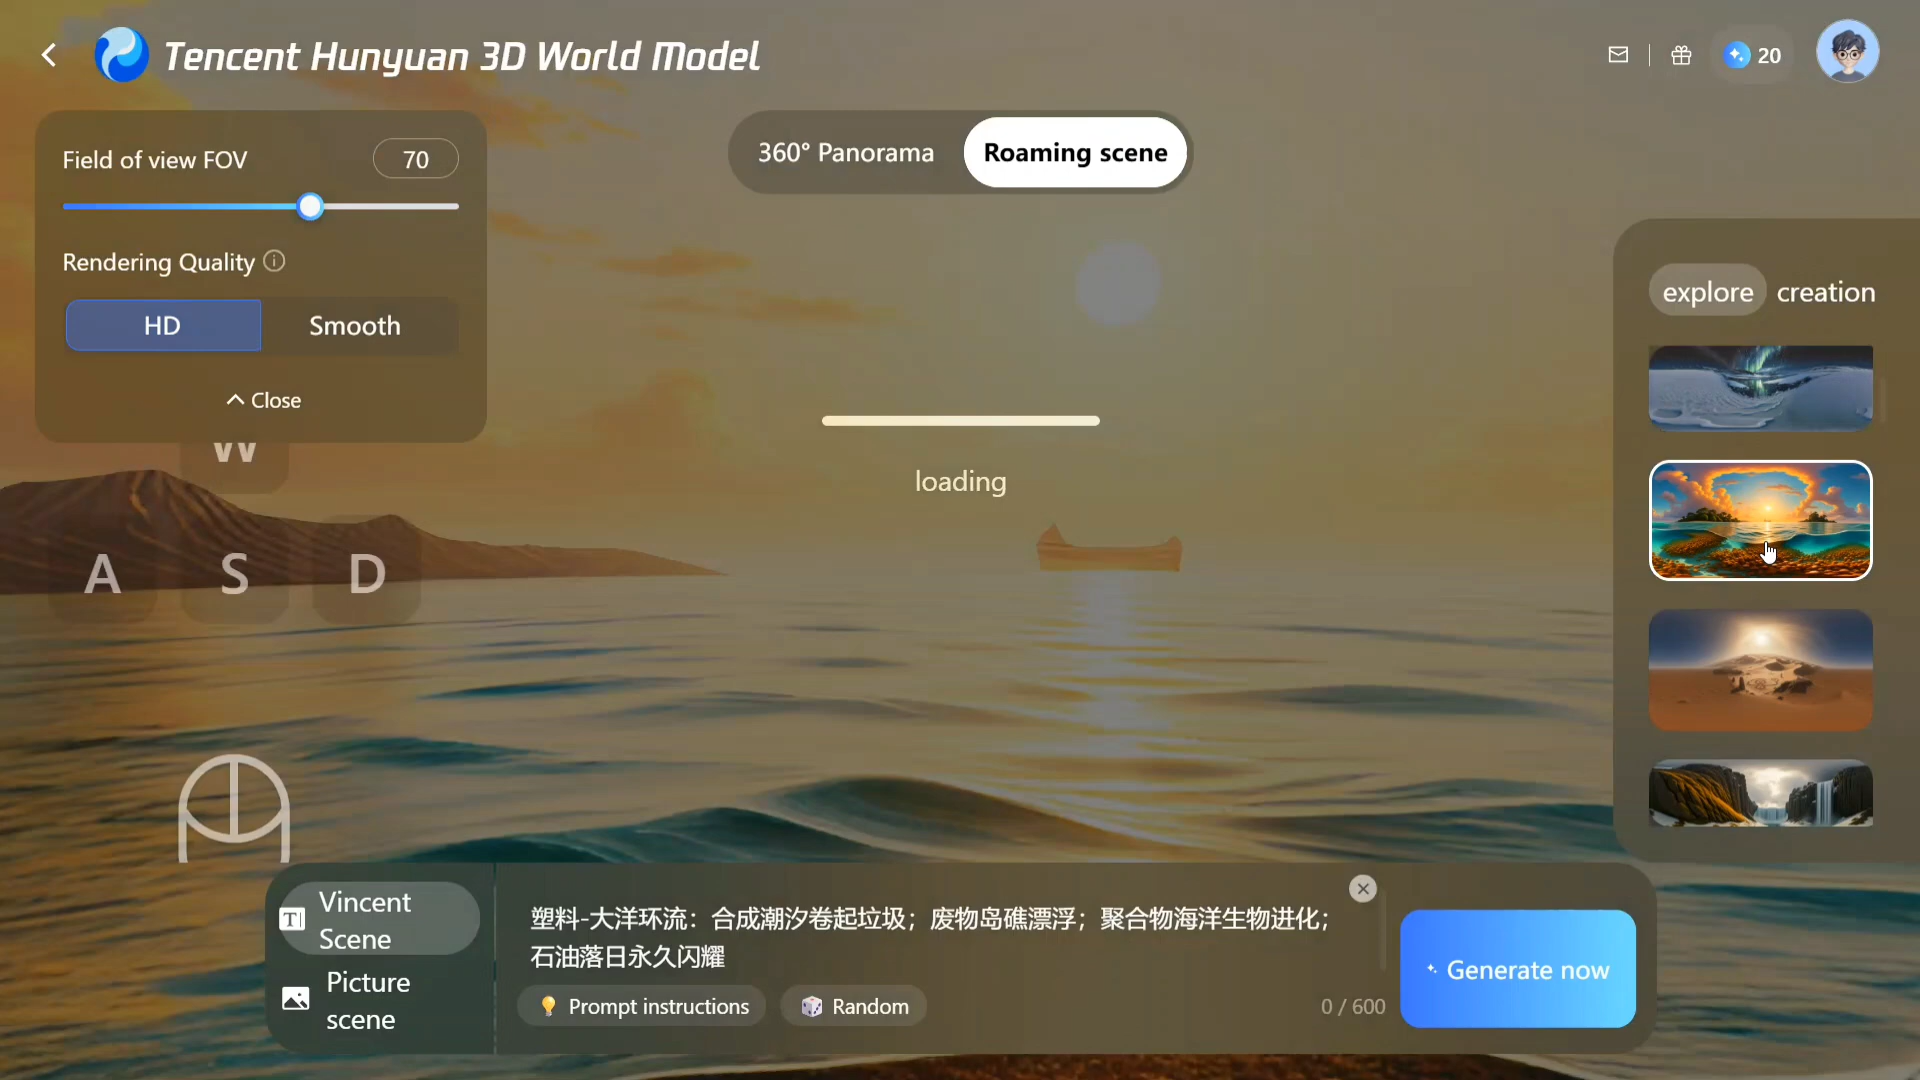 Tencent Hunyuan 3D World Model
20
Field of view FOV
70
360° Panorama
Roaming scene
Rendering Quality
HD
Smooth
Close
explore
creation
loading
W
A
S
D
Vincent
Scene
Picture
scene
塑料-大洋环流：合成潮汐卷起垃圾；废物岛礁漂浮；聚合物海洋生物进化；
石油落日永久闪耀
Prompt instructions
Random
0 / 600
Generate now